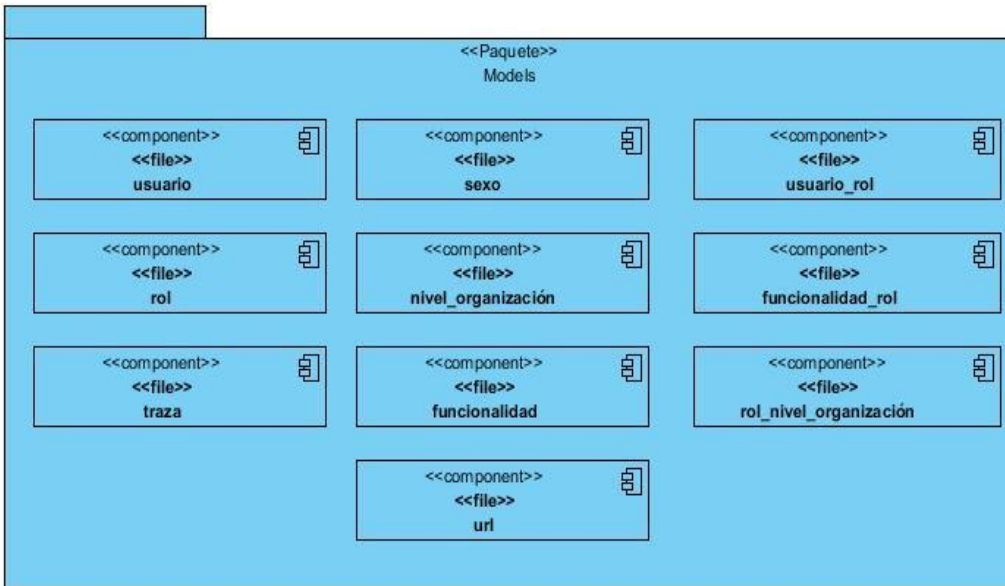 <<Paquete>>
Models
<<component>>
<<file>>
usuario
<<component>>
<<file>>
sexo
<<component>>
<<file>>
usuario_rol
<<component>>
<<file>>
rol
<<component>>
<<file>>
nivel_organización
<<component>>
<<file>>
funcionalidad_rol
<<component>>
<<file>>
traza
<<component>>
<<file>>
funcionalidad
<<component>>
<<file>>
rol_nivel_organización
<<component>>
<<file>>
url